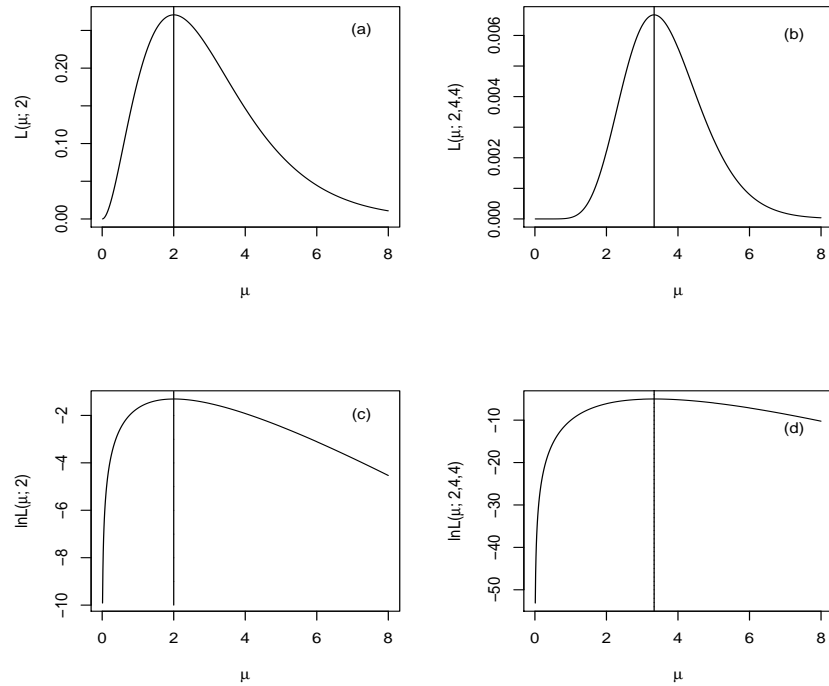 (a)
L(μ; 2)
0.00 0.10 0.20
0 2 4 6 8
μ
(b)
L(μ; 2,4,4)
0.000 0.002 0.004 0.006
0 2 4 6 8
μ
(c)
lnL(μ; 2)
−10 −8 −6 −4 −2
0 2 4 6 8
μ
(d)
lnL(μ; 2,4,4)
−50 −40 −30 −20 −10
0 2 4 6 8
μ